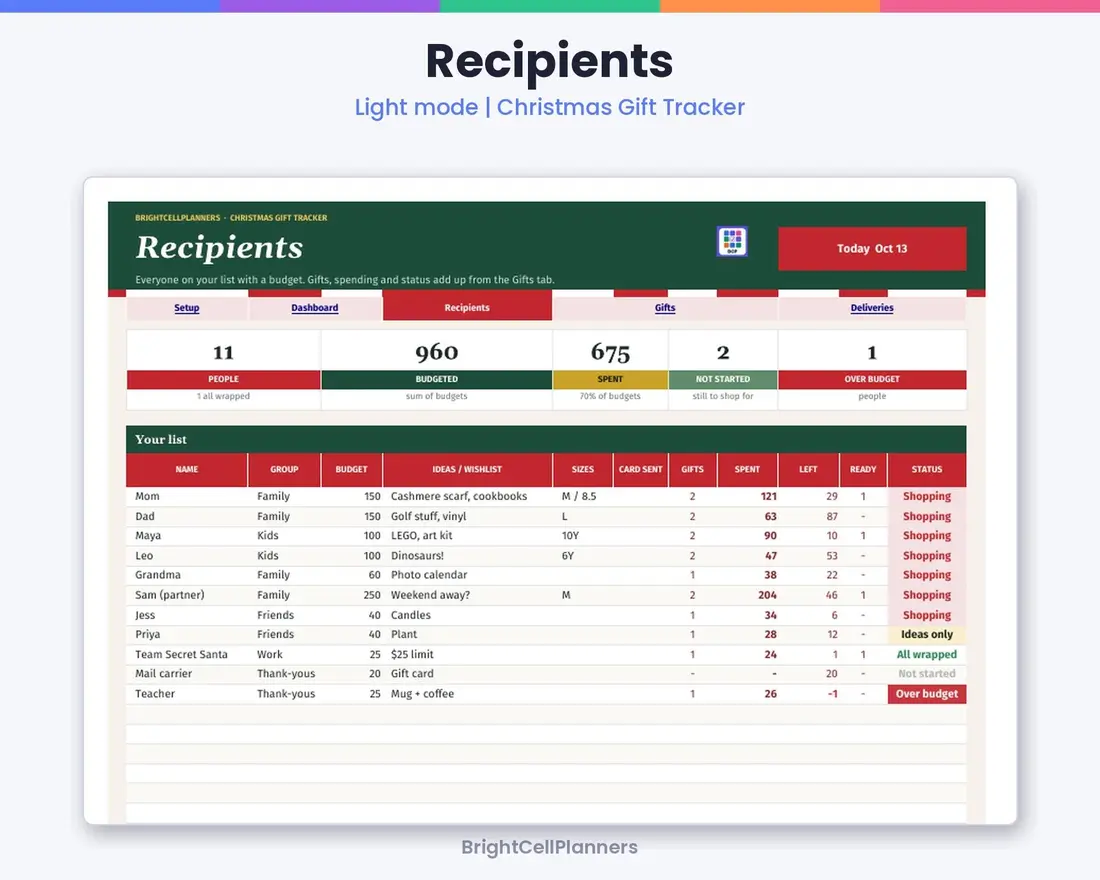 Recipients
Light mode | Christmas Gift Tracker
BRIGHTCELLPLANNERS · CHRISTMAS GIFT TRACKER
Recipients
BCP
Today Oct 13
Everyone on your list with a budget. Gifts, spending and status add up from the Gifts tab.
Setup Dashboard Recipients Gifts Deliveries
11 960 675 2 1
PEOPLE BUDGETED SPENT NOT STARTED OVER BUDGET
1 all wrapped sum of budgets 70% of budgets still to shop for people
Your list
NAME GROUP BUDGET IDEAS / WISHLIST SIZES CARD SENT GIFTS SPENT LEFT READY STATUS
Mom Family 150 Cashmere scarf, cookbooks M / 8.5 2 121 29 1 Shopping
Dad Family 150 Golf stuff, vinyl L 2 63 87 - Shopping
Maya Kids 100 LEGO, art kit 10Y 2 90 10 1 Shopping
Leo Kids 100 Dinosaurs! 6Y 2 47 53 - Shopping
Grandma Family 60 Photo calendar 1 38 22 - Shopping
Sam (partner) Family 250 Weekend away? M 2 204 46 1 Shopping
Jess Friends 40 Candles 1 34 6 - Shopping
Priya Friends 40 Plant 1 28 12 - Ideas only
Team Secret Santa Work 25 $25 limit 1 24 1 1 All wrapped
Mail carrier Thank-yous 20 Gift card - - 20 - Not started
Teacher Thank-yous 25 Mug + coffee 1 26 -1 - Over budget
BrightCellPlanners